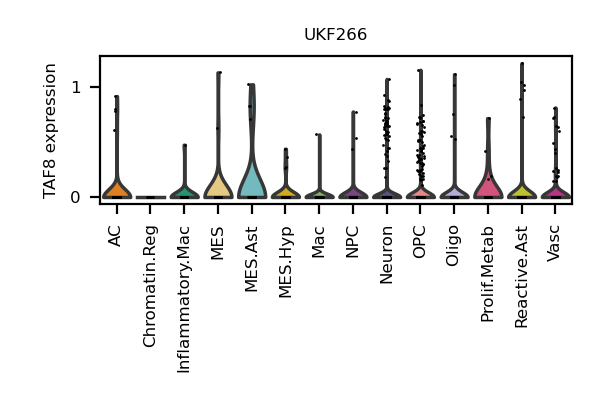 UKF266
TAF8 expression
1
0
AC
Chromatin.Reg
Inflammatory.Mac
MES
MES.Ast
MES.Hyp
Mac
NPC
Neuron
OPC
Oligo
Prolif.Metab
Reactive.Ast
Vasc